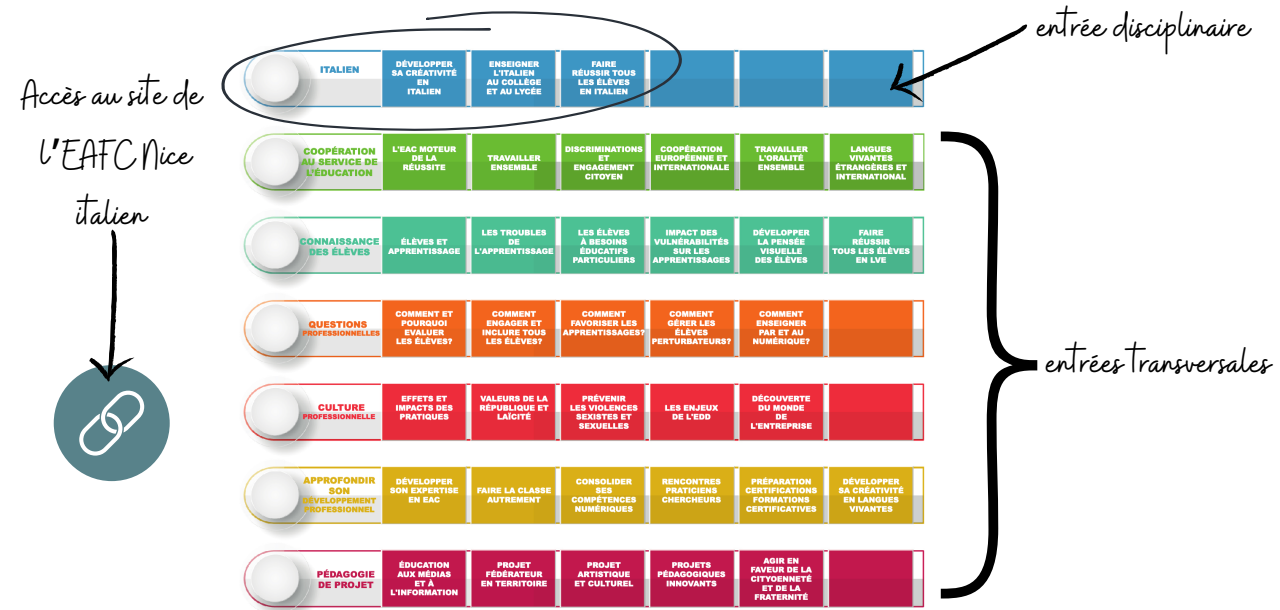 entrée disciplinaire
Accès au site de
l'EAFC Nice
italien
ITALIEN
DÉVELOPPER
SA CRÉATIVITÉ
EN
ITALIEN
ENSEIGNER
L'ITALIEN
AU COLLÈGE
ET AU LYCÉE
FAIRE
RÉUSSIR TOUS
LES ÉLÈVES
EN ITALIEN
COOPÉRATION
AU SERVICE DE
L'ÉDUCATION
L'EAC MOTEUR
DE LA
RÉUSSITE
TRAVAILLER
ENSEMBLE
DISCRIMINATIONS
ET
ENGAGEMENT
CITOYEN
COOPÉRATION
EUROPÉENNE ET
INTERNATIONALE
TRAVAILLER
L'ORALITÉ
ENSEMBLE
LANGUES
VIVANTES
ÉTRANGÈRES ET
INTERNATIONAL
CONNAISSANCE
DES ÉLÈVES
ÉLÈVES ET
APPRENTISSAGE
LES TROUBLES
DE
L'APPRENTISSAGE
LES ÉLÈVES
À BESOINS
ÉDUCATIFS
PARTICULIERS
IMPACT DES
VULNÉRABILITÉS
SUR LES
APPRENTISSAGES
DÉVELOPPER
LA PENSÉE
VISUELLE
DES ÉLÈVES
FAIRE
RÉUSSIR
TOUS LES ÉLÈVES
EN LVE
QUESTIONS
PROFESSIONNELLES
COMMENT ET
POURQUOI
EVALUER
LES ÉLÈVES?
COMMENT
ENGAGER ET
INCLURE TOUS
LES ÉLÈVES?
COMMENT
FAVORISER LES
APPRENTISSAGES?
COMMENT
GÉRER LES
ÉLÈVES
PERTURBATEURS?
COMMENT
ENSEIGNER
PAR ET AU
NUMÉRIQUE?
entrées transversales
CULTURE
PROFESSIONNELLE
EFFETS ET
IMPACTS DES
PRATIQUES
VALEURS DE LA
RÉPUBLIQUE ET
LAÏCITÉ
PRÉVENIR
LES VIOLENCES
SEXISTES ET
SEXUELLES
LES ENJEUX
DE L'EDD
DÉCOUVERTE
DU MONDE
DE
L'ENTREPRISE
APPROFONDIR
SON
DÉVELOPPEMENT
PROFESSIONNEL
DÉVELOPPER
SON EXPERTISE
EN EAC
FAIRE LA CLASSE
AUTREMENT
CONSOLIDER
SES
COMPÉTENCES
NUMÉRIQUES
RENCONTRES
PRATICIENS
CHERCHEURS
PRÉPARATION
CERTIFICATIONS
FORMATIONS
CERTIFICATIVES
DÉVELOPPER
SA CRÉATIVITÉ
EN LANGUES
VIVANTES
PÉDAGOGIE
DE PROJET
ÉDUCATION
AUX MÉDIAS
ET À
L'INFORMATION
PROJET
FÉDÉRATEUR
EN TERRITOIRE
PROJET
ARTISTIQUE
ET CULTUREL
PROJETS
PÉDAGOGIQUES
INNOVANTS
AGIR EN
FAVEUR DE LA
CITYOENNETÉ
ET DE LA
FRATERNITÉ